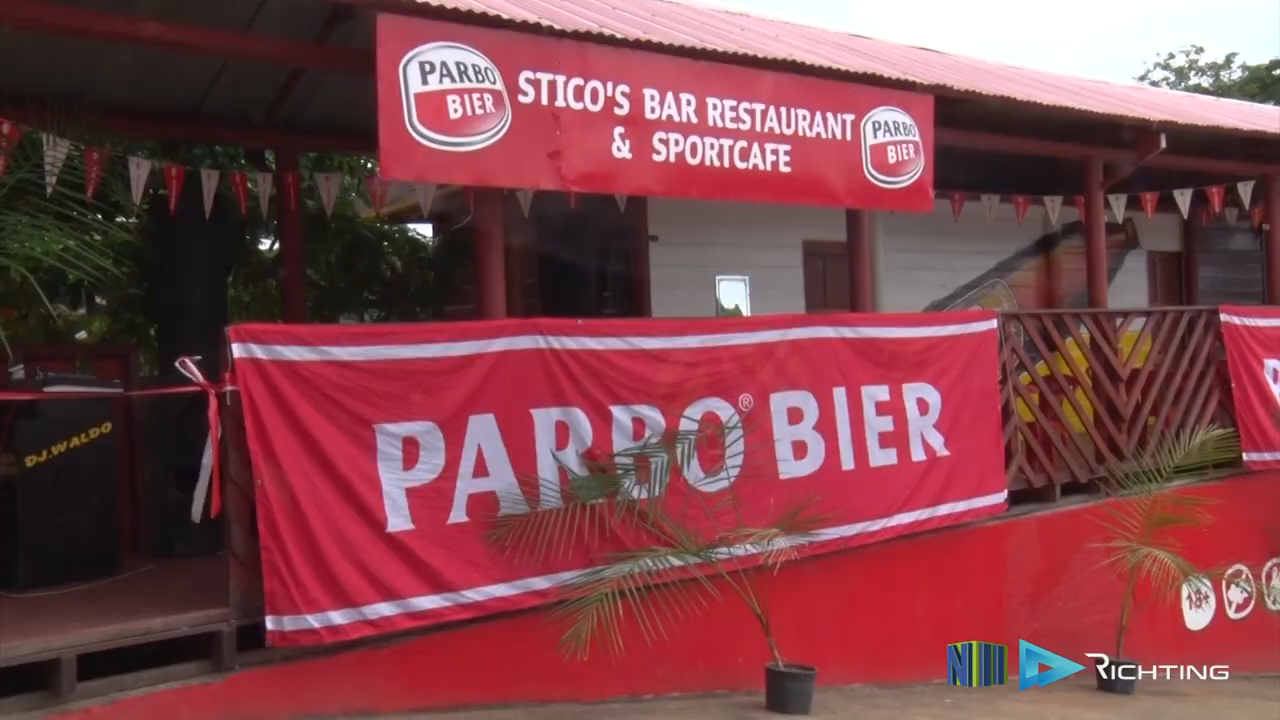 PARBO
BIER
STICO'S BAR RESTAURANT
& SPORTCAFE
PARBO
BIER
PARBO® BIER
DJ.WALDO
18+
RICHTING